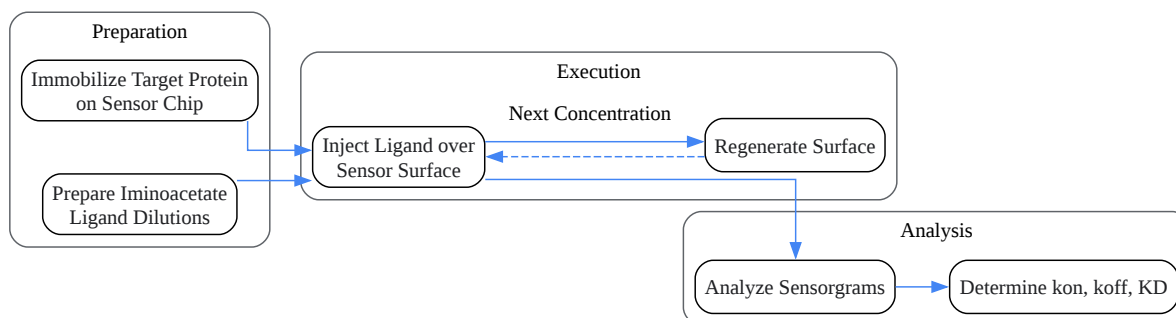 Preparation
Immobilize Target Protein
on Sensor Chip
Prepare Iminoacetate
Ligand Dilutions
Execution
Next Concentration
Inject Ligand over
Sensor Surface
Regenerate Surface
Analysis
Analyze Sensorgrams
Determine kon, koff, KD